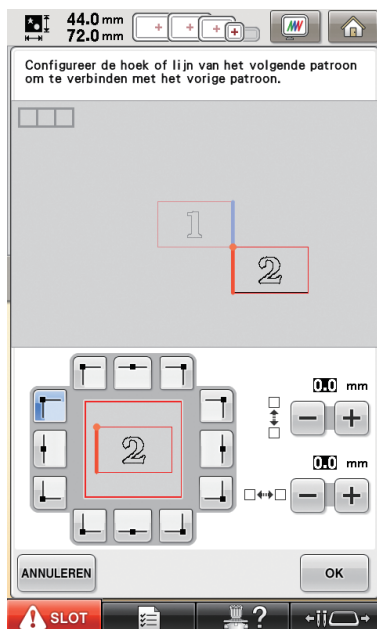 44.0 mm
72.0 mm
Configureer de hoek of lijn van het volgende patroon
om te verbinden met het vorige patroon.
1
2
2
0.0 mm
0.0 mm
ANNULEREN
OK
SLOT
?